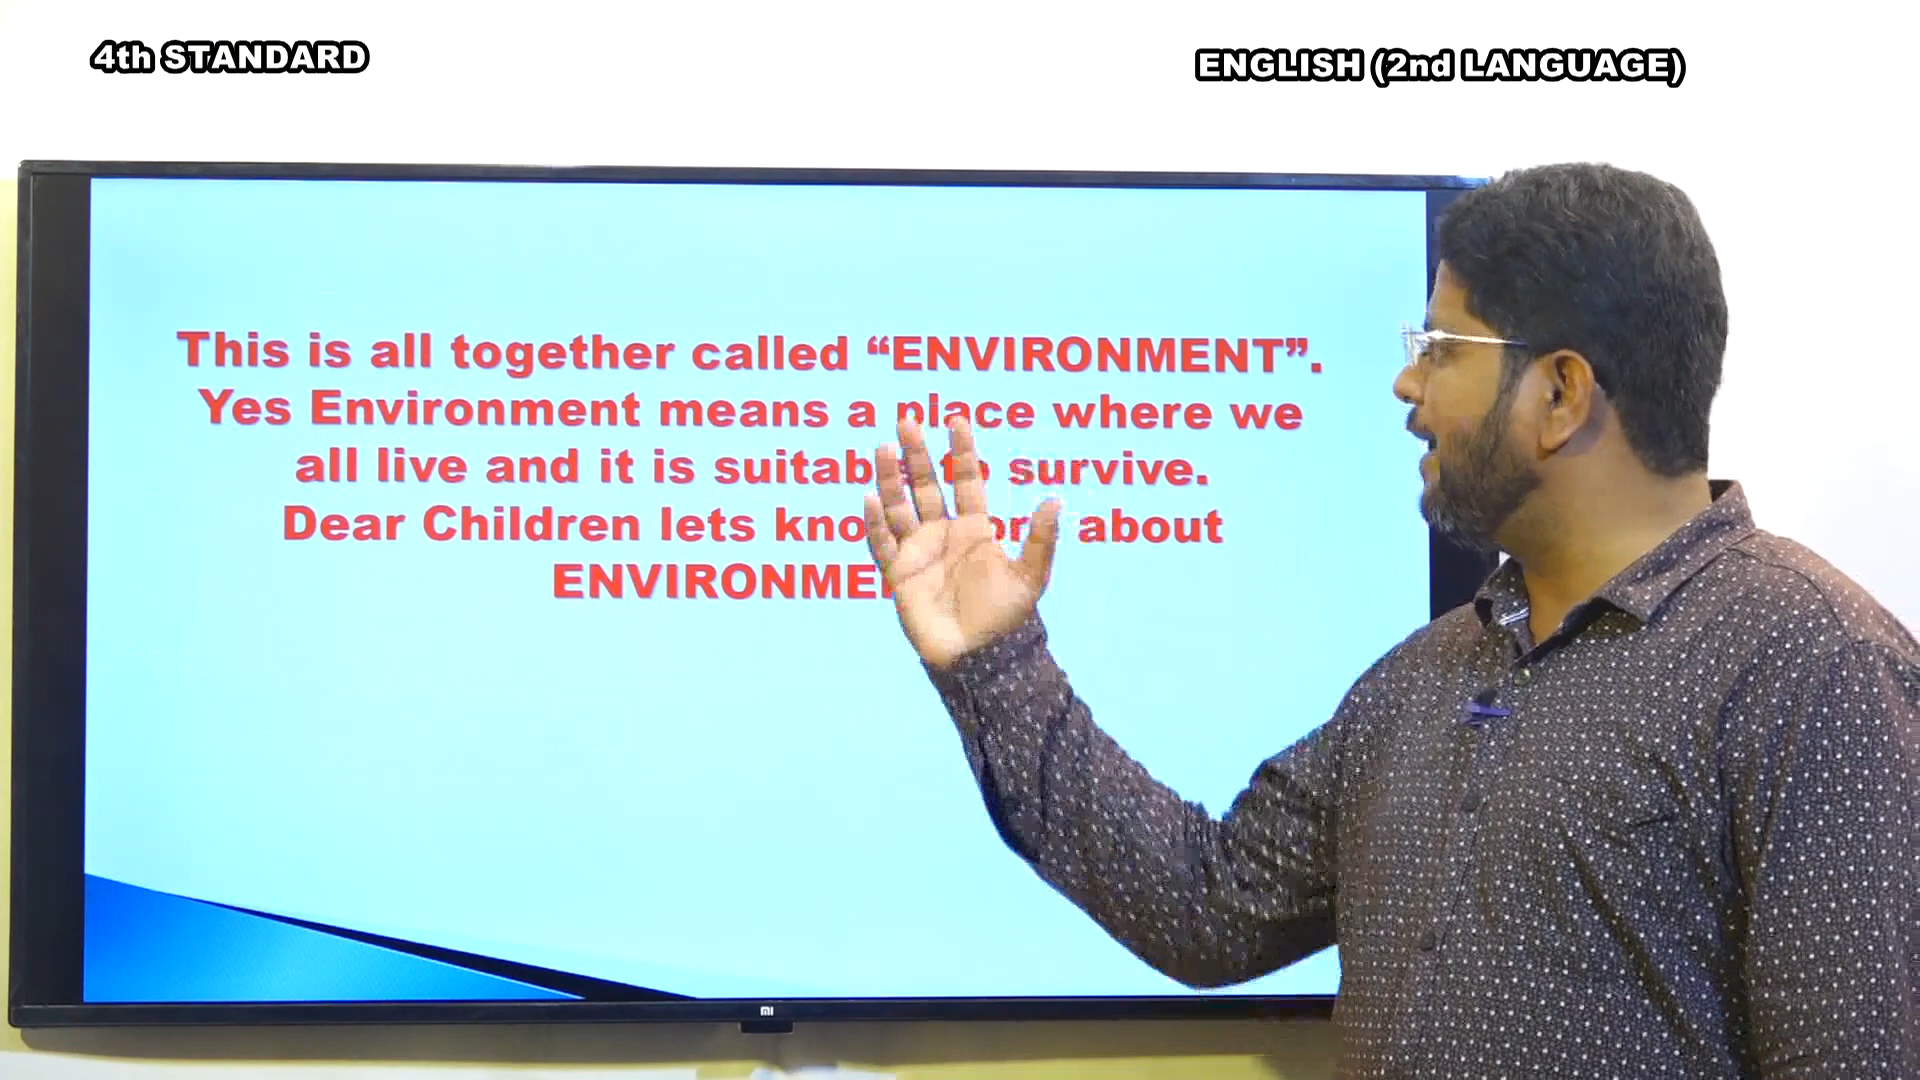 4th STANDARD
ENGLISH (2nd LANGUAGE)
This is all together called “ENVIRONMENT”.
Yes Environment means a place where we
all live and it is suitable to survive.
Dear Children lets about
mi